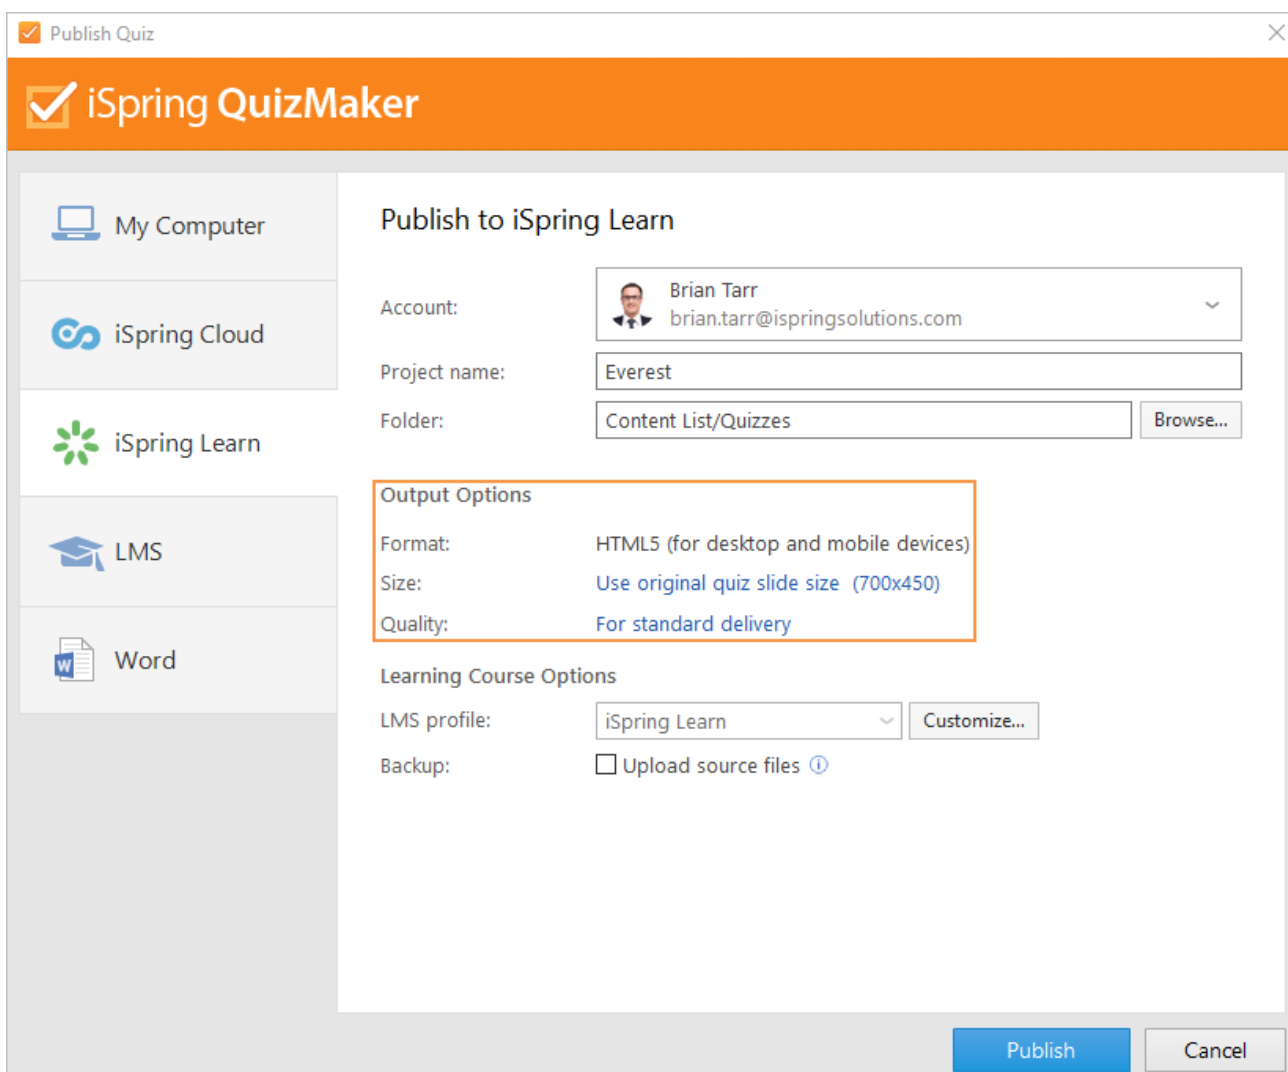 Publish Quiz
iSpring QuizMaker
My Computer
iSpring Cloud
iSpring Learn
LMS
W
Word
Publish to iSpring Learn
Account:
Brian Tarr
brian.tarr@ispringsolutions.com
Project name:
Everest
Folder:
Content List/Quizzes
Browse...
Output Options
Format:
HTML5 (for desktop and mobile devices)
Size:
Use original quiz slide size (700x450)
Quality:
For standard delivery
Learning Course Options
LMS profile:
iSpring Learn
Customize...
Backup:
Upload source files
Publish
Cancel